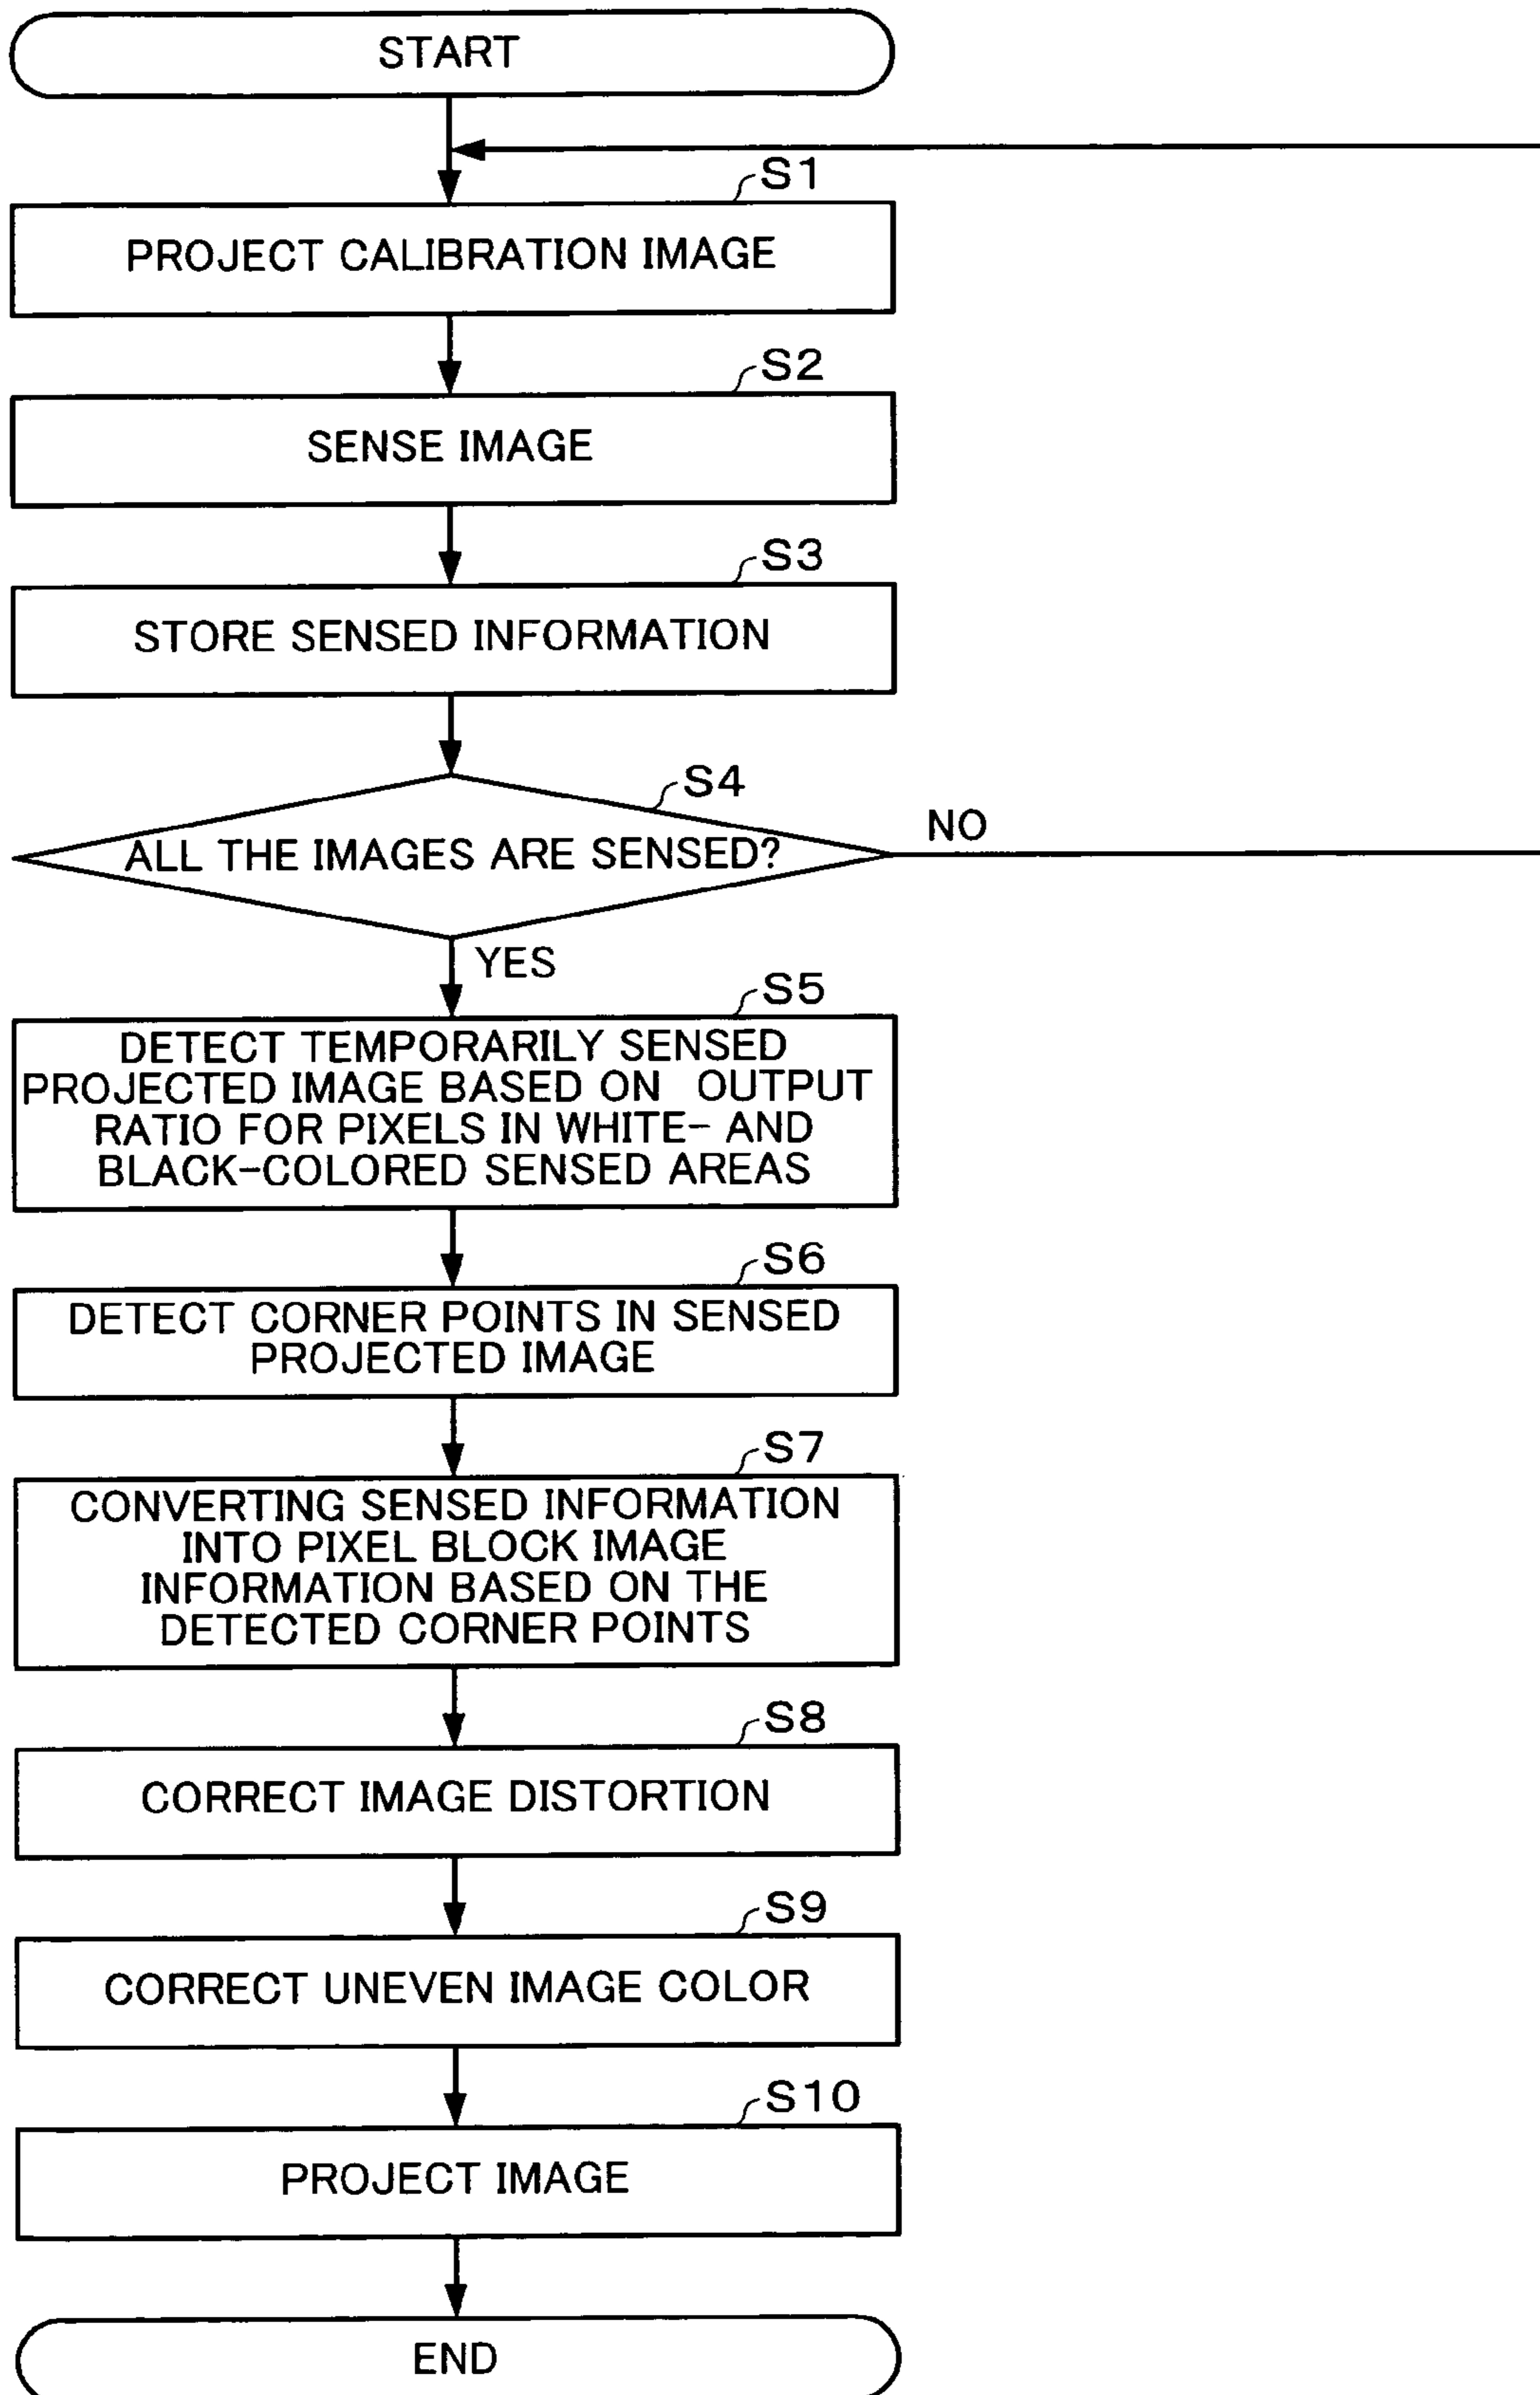 START
S1
PROJECT CALIBRATION IMAGE
S2
SENSE IMAGE
S3
STORE SENSED INFORMATION
S4
ALL THE IMAGES ARE SENSED?
NO
YES
S5
DETECT TEMPORARILY SENSED
PROJECTED IMAGE BASED ON OUTPUT
RATIO FOR PIXELS IN WHITE- AND
BLACK-COLORED SENSED AREAS
S6
DETECT CORNER POINTS IN SENSED
PROJECTED IMAGE
S7
CONVERTING SENSED INFORMATION
INTO PIXEL BLOCK IMAGE
INFORMATION BASED ON THE
DETECTED CORNER POINTS
S8
CORRECT IMAGE DISTORTION
S9
CORRECT UNEVEN IMAGE COLOR
S10
PROJECT IMAGE
END